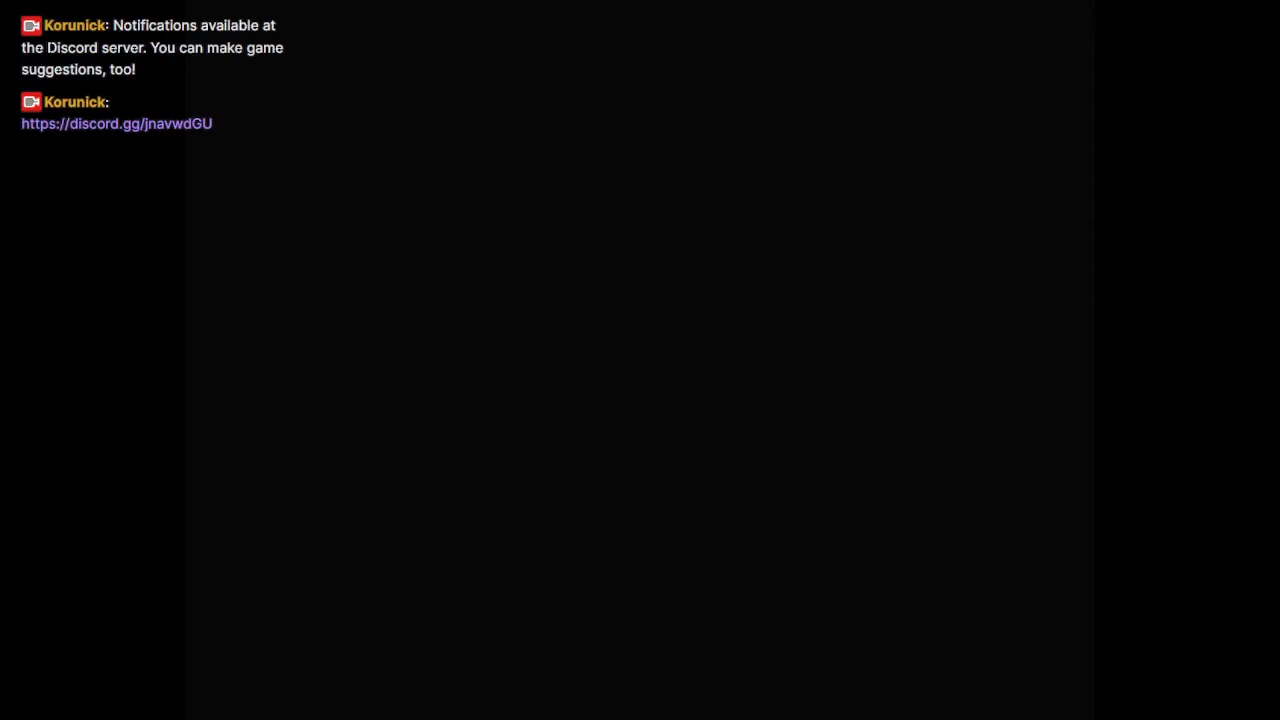 Korunick: Notifications available at
the Discord server. You can make game
suggestions, too!
Korunick:
https://discord.gg/jnavwdGU